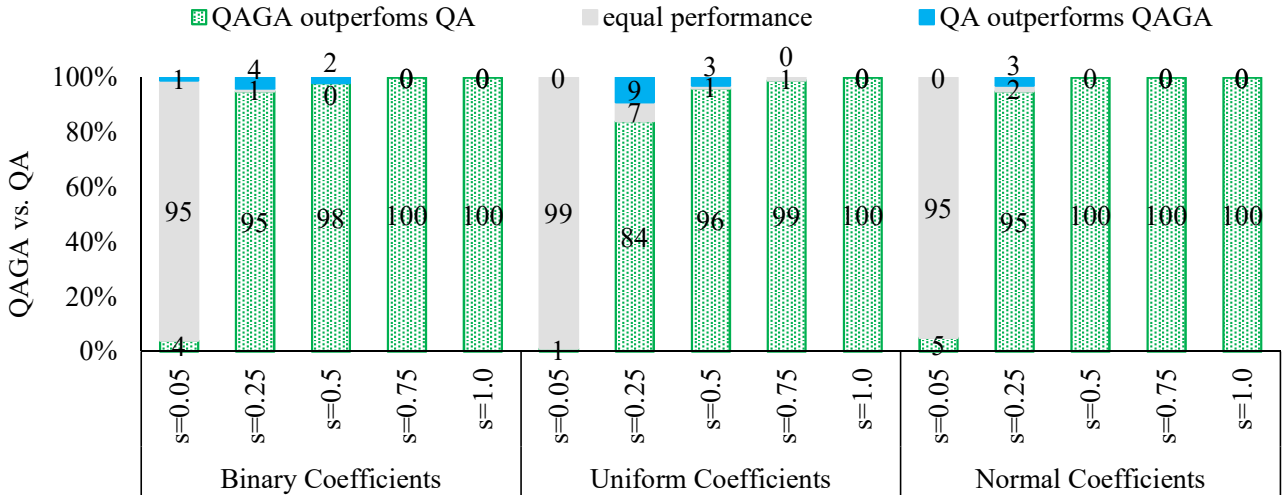 QAGA outperfoms QA equal performance QA outperforms QAGA
QAGA vs. QA
100%
80%
60%
40%
20%
0%
1 4 2 0 0 0 9 3 0 0 0 3 0 0 0
95 1 0 99 7 1 1 95 2
4 95 98 100 100 1 84 96 99 100 5 95 100 100 100
s=0.05 s=0.25 s=0.5 s=0.75 s=1.0 s=0.05 s=0.25 s=0.5 s=0.75 s=1.0 s=0.05 s=0.25 s=0.5 s=0.75 s=1.0
Binary Coefficients Uniform Coefficients Normal Coefficients